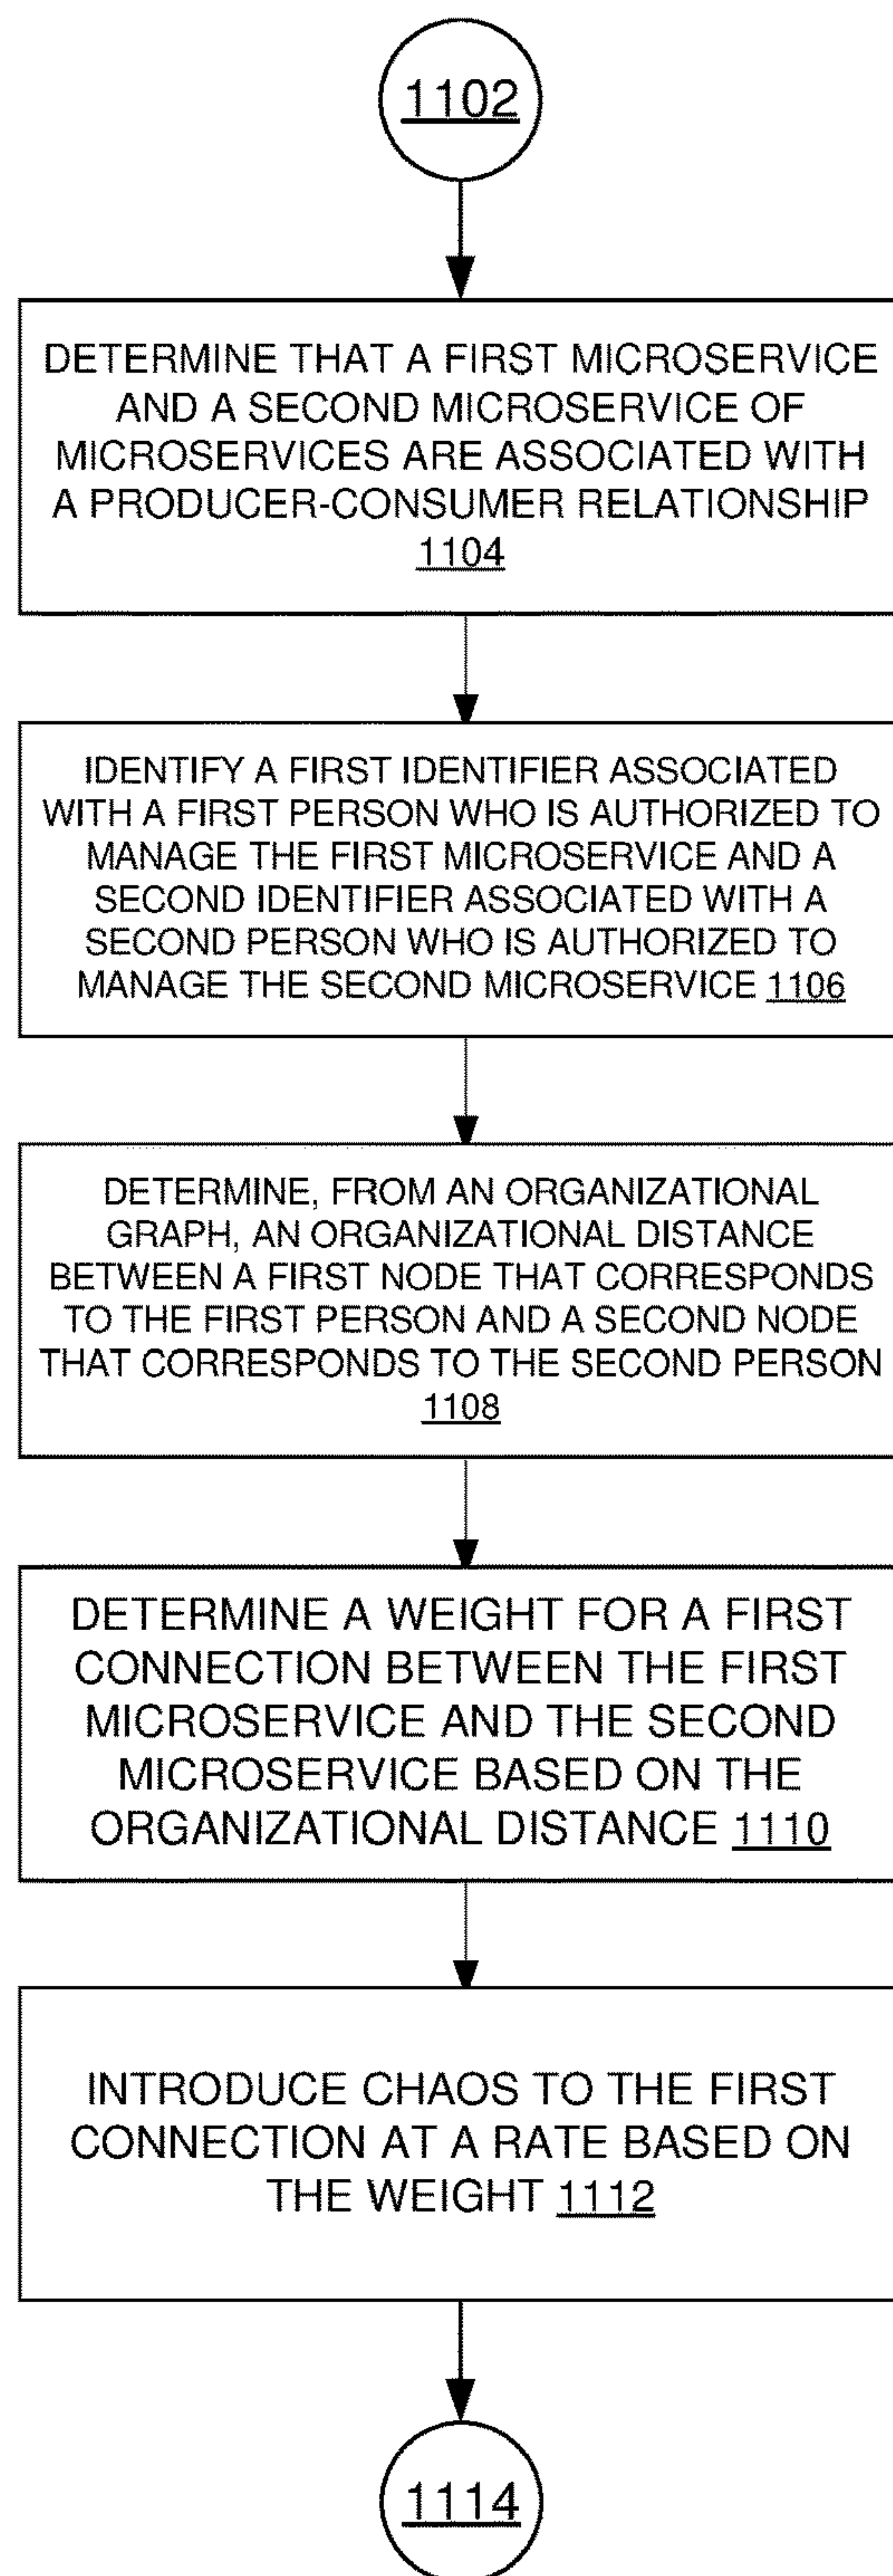 1102
DETERMINE THAT A FIRST MICROSERVICE
AND A SECOND MICROSERVICE OF
MICROSERVICES ARE ASSOCIATED WITH
A PRODUCER-CONSUMER RELATIONSHIP
1104
IDENTIFY A FIRST IDENTIFIER ASSOCIATED
WITH A FIRST PERSON WHO IS AUTHORIZED TO
MANAGE THE FIRST MICROSERVICE AND A
SECOND IDENTIFIER ASSOCIATED WITH A
SECOND PERSON WHO IS AUTHORIZED TO
MANAGE THE SECOND MICROSERVICE 1106
DETERMINE, FROM AN ORGANIZATIONAL
GRAPH, AN ORGANIZATIONAL DISTANCE
BETWEEN A FIRST NODE THAT CORRESPONDS
TO THE FIRST PERSON AND A SECOND NODE
THAT CORRESPONDS TO THE SECOND PERSON
1108
DETERMINE A WEIGHT FOR A FIRST
CONNECTION BETWEEN THE FIRST
MICROSERVICE AND THE SECOND
MICROSERVICE BASED ON THE
ORGANIZATIONAL DISTANCE 1110
INTRODUCE CHAOS TO THE FIRST
CONNECTION AT A RATE BASED ON
THE WEIGHT 1112
1114